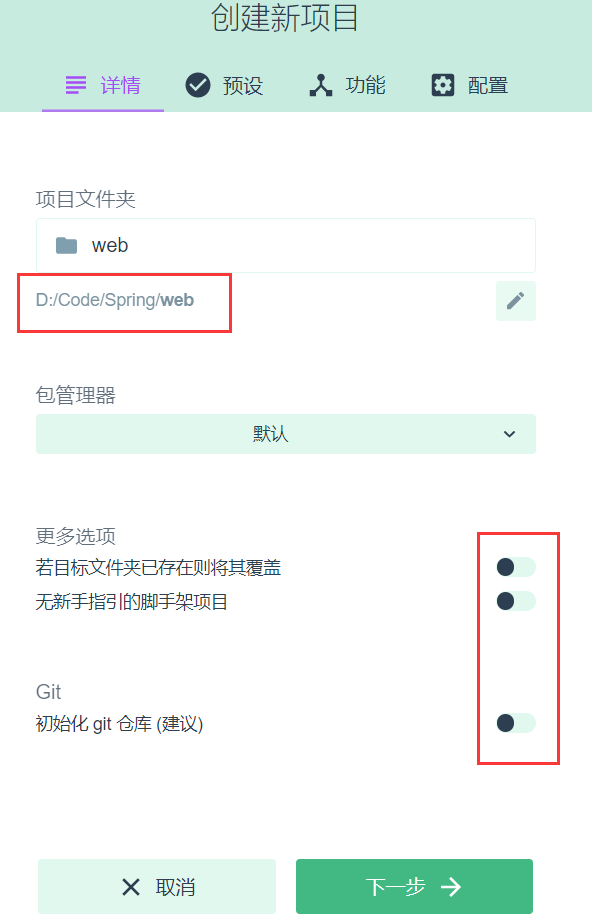 创建新项目
详情 预设 功能 配置
项目文件夹
web
D:/Code/Spring/web
包管理器
默认
更多选项
若目标文件夹已存在则将其覆盖
无新手指引的脚手架项目
Git
初始化 git 仓库 (建议)
取消 下一步